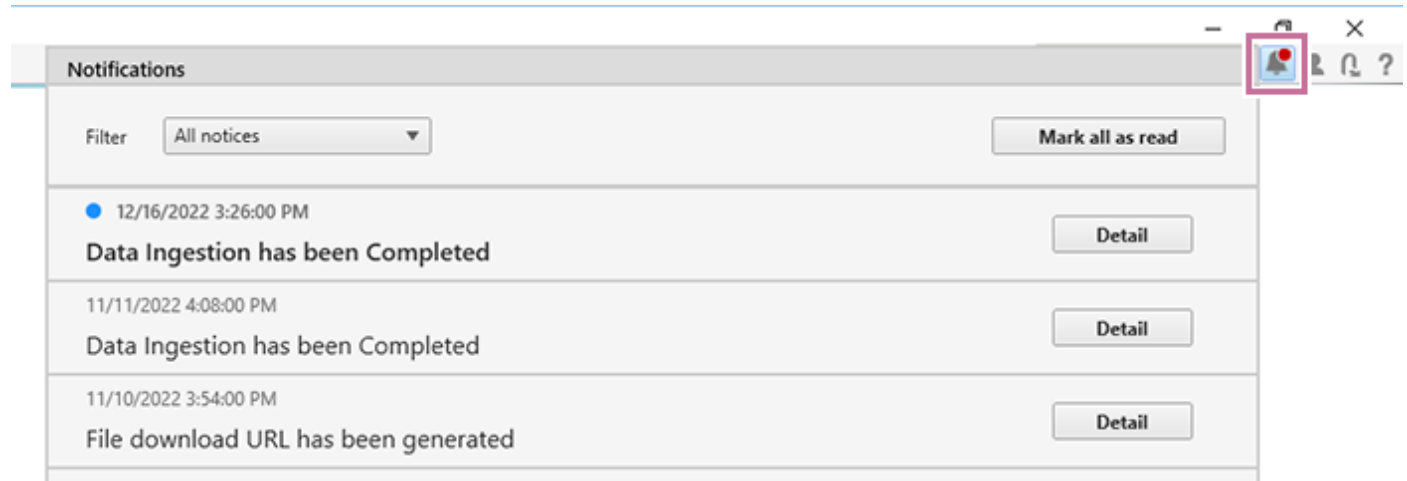 Notifications
Filter All notices Mark all as read
12/16/2022 3:26:00 PM
Data Ingestion has been Completed
Detail
11/11/2022 4:08:00 PM
Data Ingestion has been Completed
Detail
11/10/2022 3:54:00 PM
File download URL has been generated
Detail
?